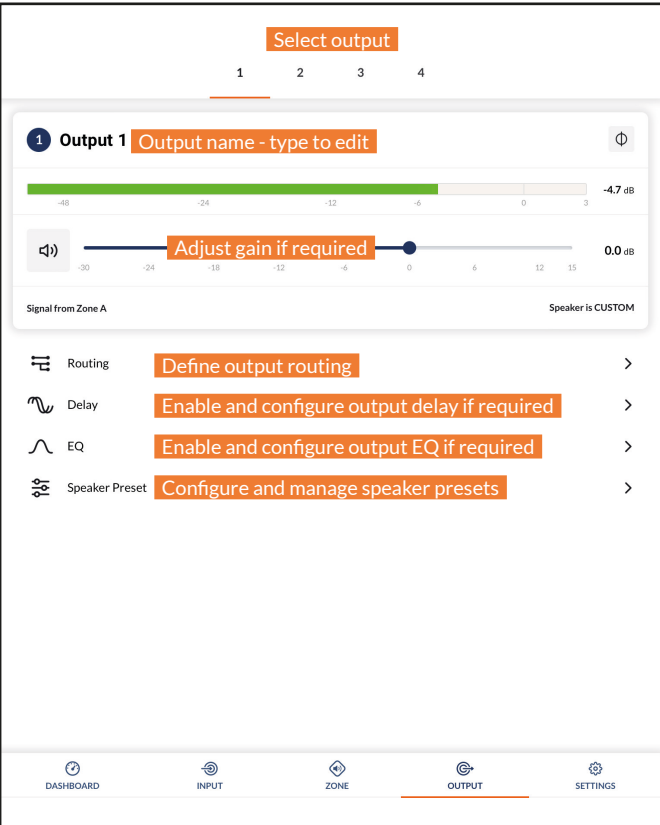 Select output
1 2 3 4
1 Output 1 Output name - type to edit
-4.7 dB
-48 -24 -12 -6 0 3
Adjust gain if required
0.0 dB
-30 -24 -18 -12 -6 0 6 12 15
Signal from Zone A Speaker is CUSTOM
Routing Define output routing
Delay Enable and configure output delay if required
EQ Enable and configure output EQ if required
Speaker Preset Configure and manage speaker presets
DASHBOARD INPUT ZONE OUTPUT SETTINGS